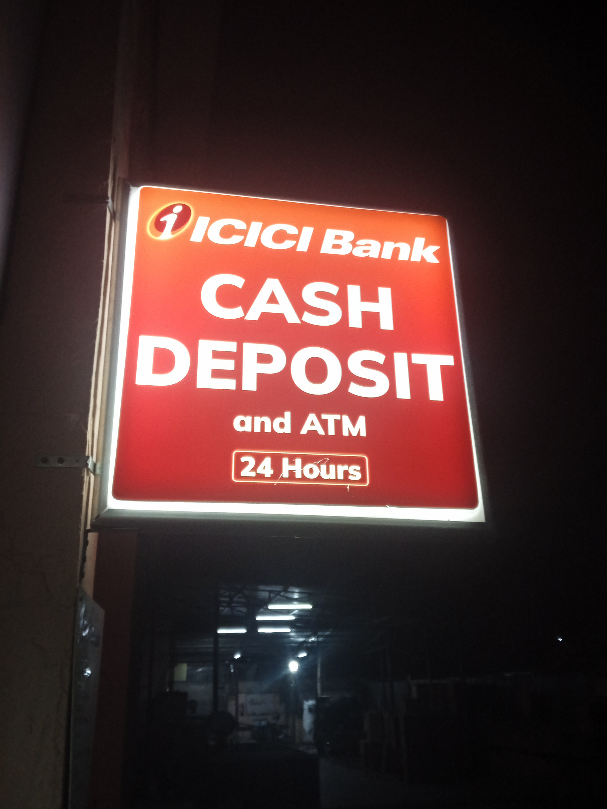 ICICI Bank
CASH
DEPOSIT
and ATM
24 Hours